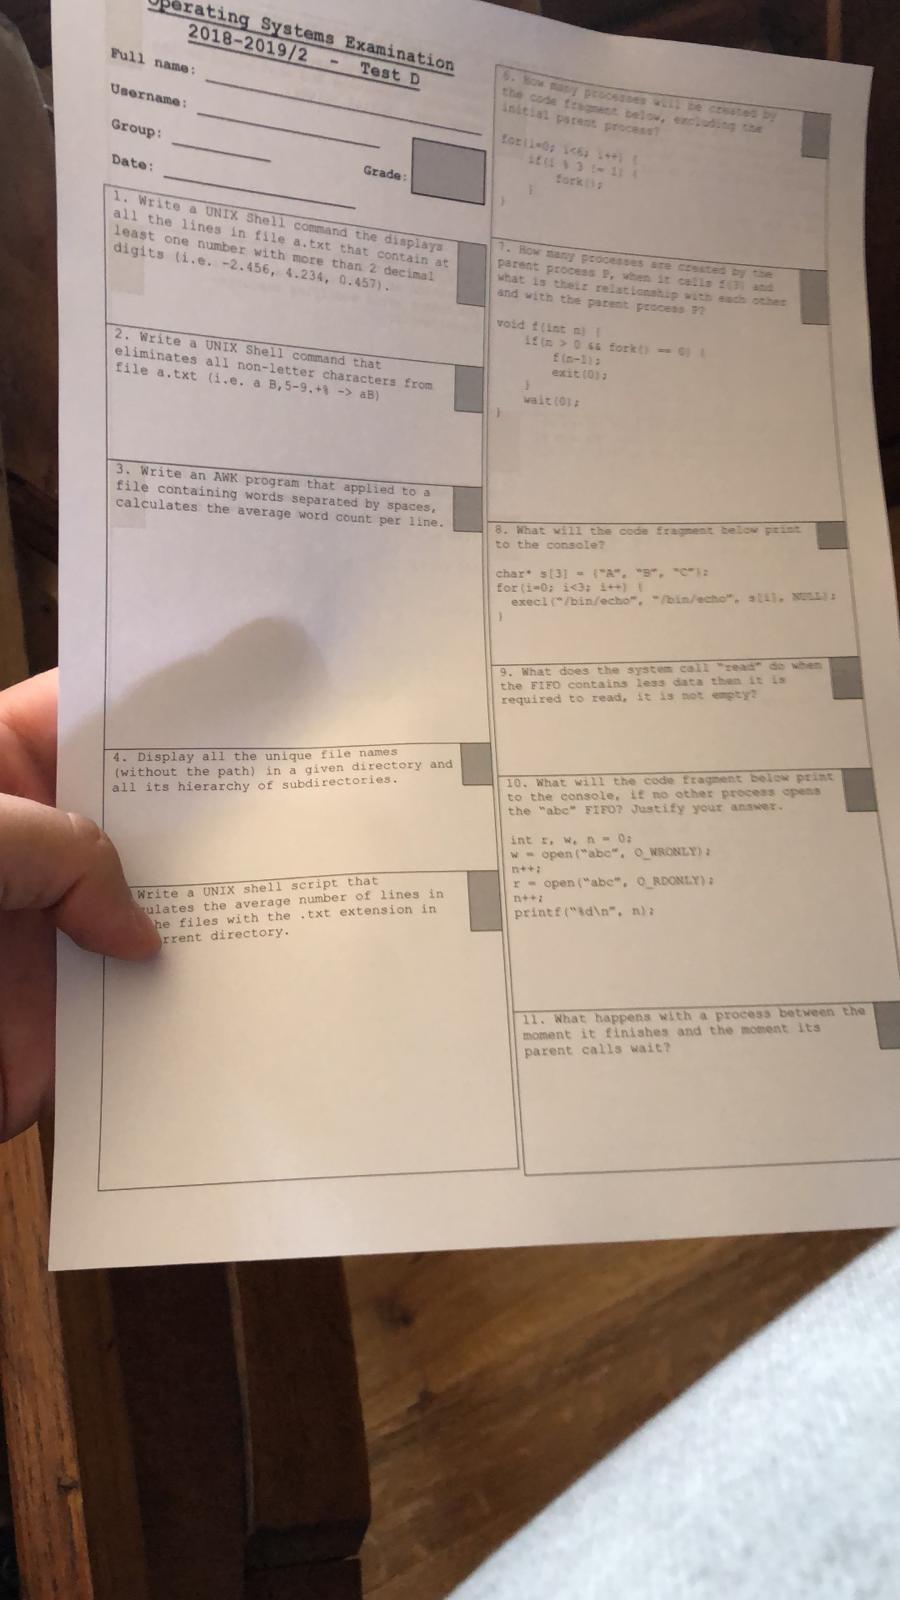 Operating Systems Examination
2018-2019/2 - Test D
Full name:
Username:
Group:
Date:
Grade:
1. Write a UNIX Shell command the displays
all the lines in file a.txt that contain at
least one number with more than 2 decimal
digits (i.e. -2.456, 4.234, 0.457).
2. Write a UNIX Shell command that
eliminates all non-letter characters from
file a.txt (i.e. a B,5-9.+% -> aB)
3. Write an AWK program that applied to a
file containing words separated by spaces,
calculates the average word count per line.
4. Display all the unique file names
(without the path) in a given directory and
all its hierarchy of subdirectories.
Write a UNIX shell script that
ulates the average number of lines in
he files with the .txt extension in
rrent directory.
6. How many processes will be created by
the code fragment below, excluding the
initial parent process?
for(i=0; i<6; i++) {
if(i % 3 != 1) {
fork();
}
}
7. How many processes are created by the
parent process P, when it calls f(3) and
what is their relationship with each other
and with the parent process P?
void f(int n) {
if(n > 0 && fork() == 0) {
f(n-1);
exit(0);
}
wait(0);
}
8. What will the code fragment below print
to the console?
char* s[3] = {"A", "B", "C"};
for(i=0; i<3; i++) {
execl("/bin/echo", "/bin/echo", s[i], NULL);
}
9. What does the system call "read" do when
the FIFO contains less data then it is
required to read, it is not empty?
10. What will the code fragment below print
to the console, if no other process opens
the "abc" FIFO? Justify your answer.
int r, w, n = 0;
w = open("abc", O_WRONLY);
n++;
r = open("abc", O_RDONLY);
n++;
printf("%d\n", n);
11. What happens with a process between the
moment it finishes and the moment its
parent calls wait?